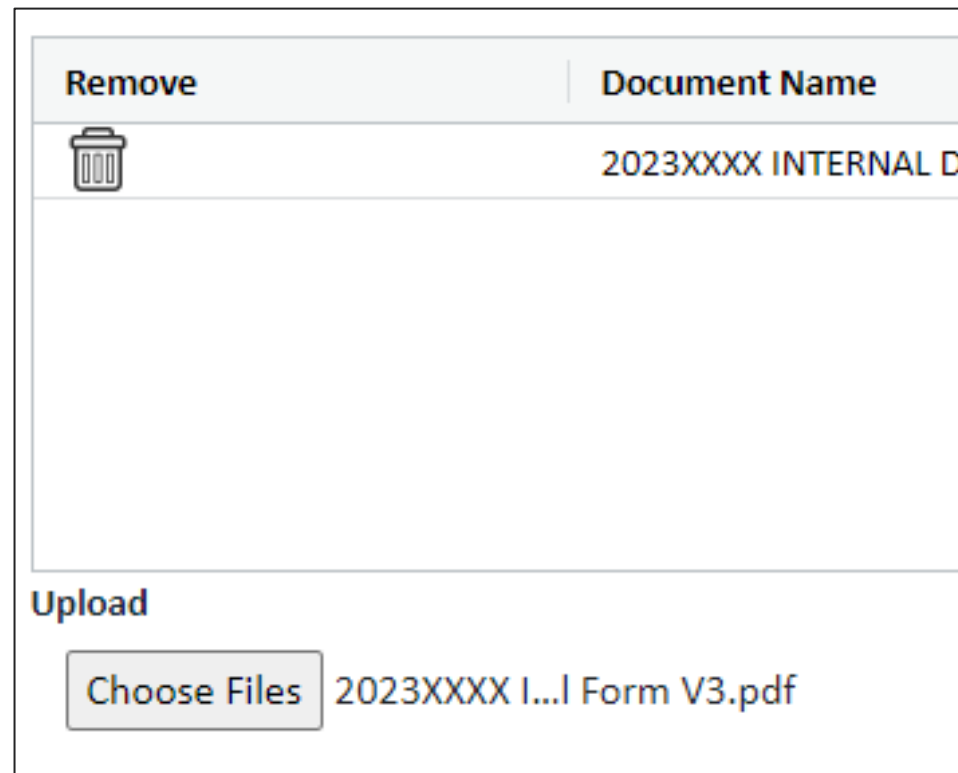 Remove Document Name
2023XXXX INTERNAL
Upload
Choose Files 2023XXXX I...l Form V3.pdf